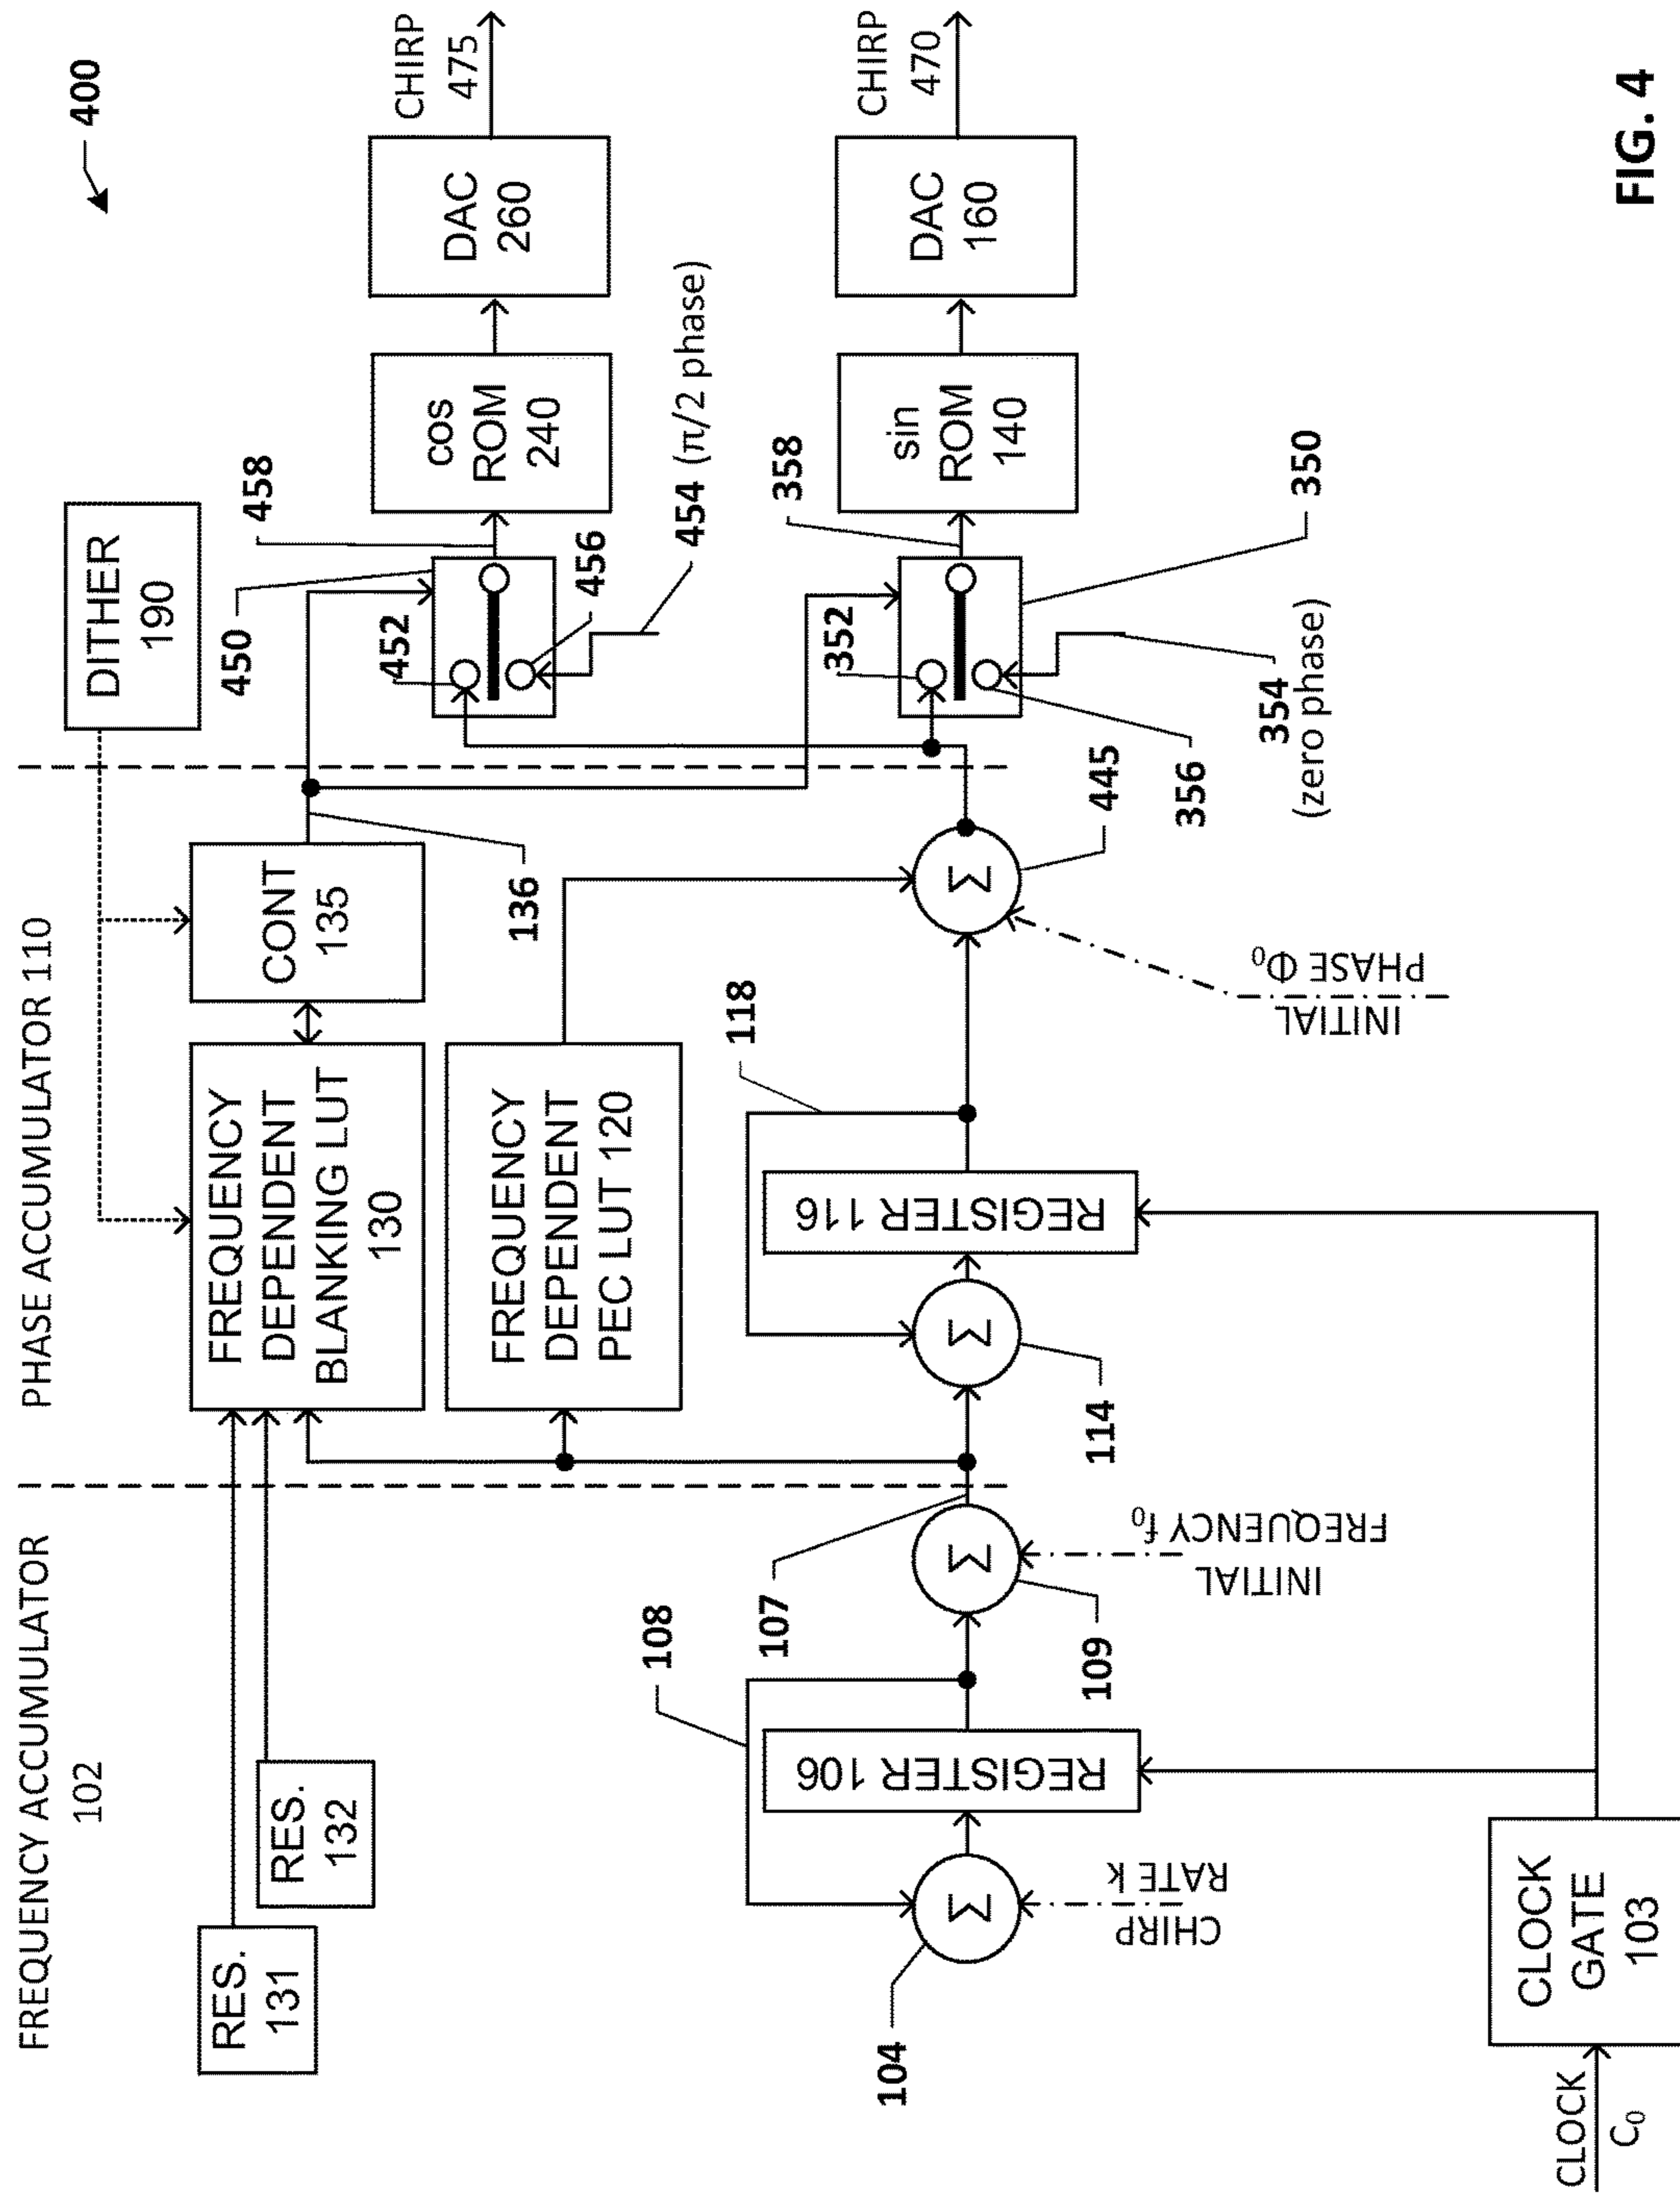 400
FREQUENCY ACCUMULATOR
102
PHASE ACCUMULATOR 110
DITHER
190
RES.
131
RES.
132
FREQUENCY
DEPENDENT
BLANKING LUT
130
CONT
135
136
450
458
452
456
454 (π/2 phase)
cos
ROM
240
DAC
260
CHIRP
475
FREQUENCY
DEPENDENT
PEC LUT 120
104
Σ
CHIRP
RATE k
REGISTER 106
108
109
Σ
INITIAL
FREQUENCY f₀
107
114
Σ
REGISTER 116
118
Σ
445
INITIAL
PHASE Φ₀
352
356
354
(zero phase)
358
350
sin
ROM
140
DAC
160
CHIRP
470
CLOCK
C₀
CLOCK
GATE
103
FIG. 4